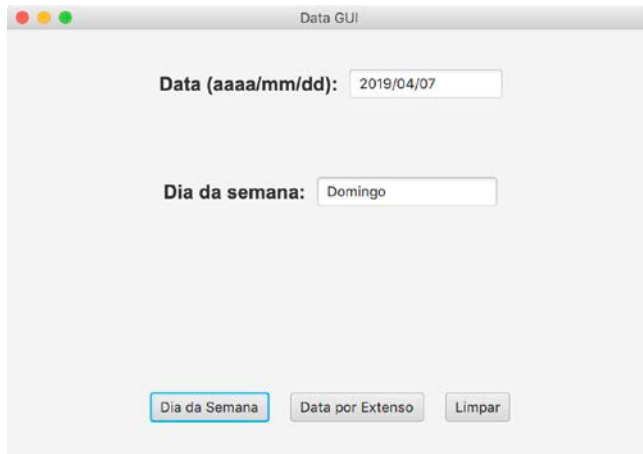 Data GUI
Data (aaaa/mm/dd): 2019/04/07
Dia da semana: Domingo
Dia da Semana Data por Extenso Limpar